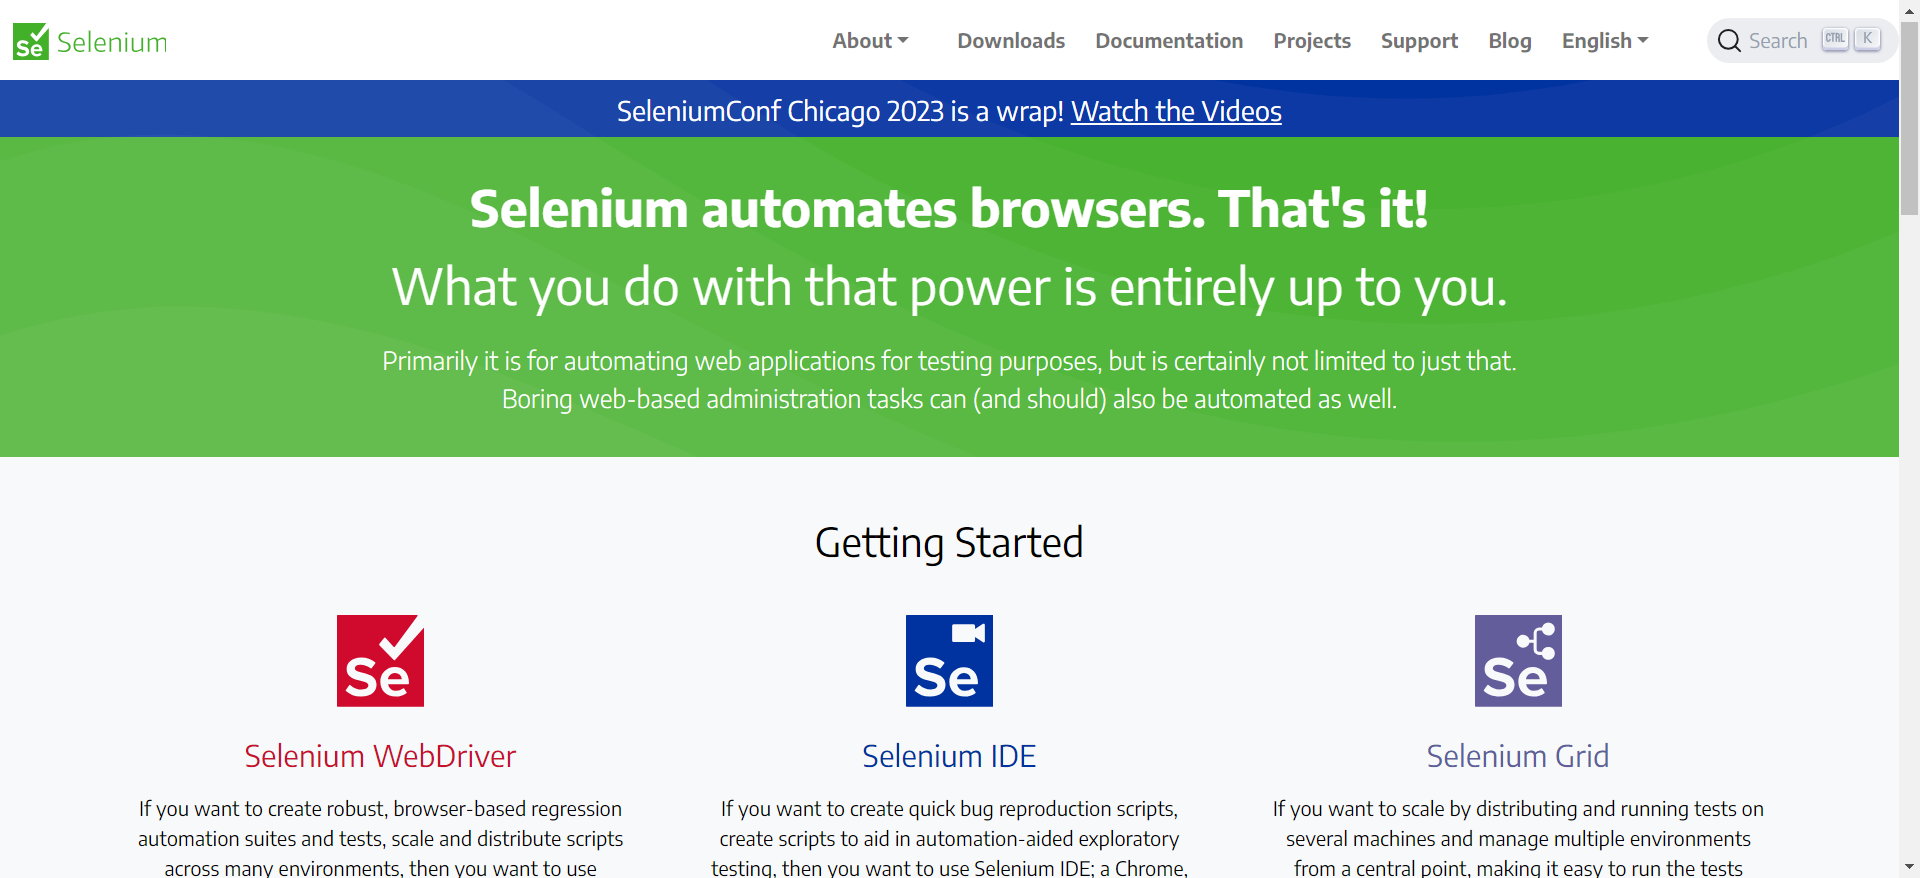 Se Selenium
About Downloads Documentation Projects Support Blog English Search CTRL K
SeleniumConf Chicago 2023 is a wrap! Watch the Videos
Selenium automates browsers. That's it!
What you do with that power is entirely up to you.
Primarily it is for automating web applications for testing purposes, but is certainly not limited to just that.
Boring web-based administration tasks can (and should) also be automated as well.
Getting Started
Se
Selenium WebDriver
If you want to create robust, browser-based regression
automation suites and tests, scale and distribute scripts
across many environments, then you want to use
Se
Selenium IDE
If you want to create quick bug reproduction scripts,
create scripts to aid in automation-aided exploratory
testing, then you want to use Selenium IDE; a Chrome,
Se
Selenium Grid
If you want to scale by distributing and running tests on
several machines and manage multiple environments
from a central point, making it easy to run the tests